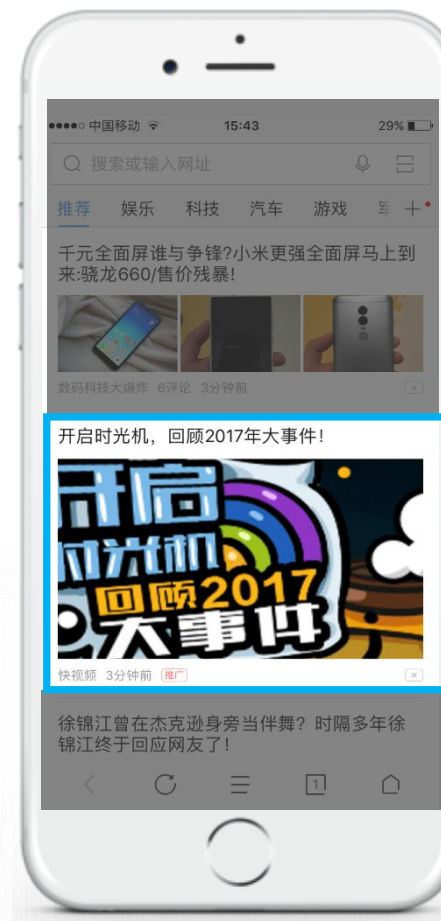 中国移动 15:43 29%
搜索或输入网址
推荐 娱乐 科技 汽车 游戏
千元全面屏谁与争锋?小米更强全面屏马上到
来:骁龙660/售价残暴!
数码科技大爆炸 6评论 3分钟前
开启时光机，回顾2017年大事件!
开启
时光机
回顾2017
大事件
快视频 3分钟前 推广
徐锦江曾在杰克逊身旁当伴舞？时隔多年徐
锦江终于回应网友了!
1